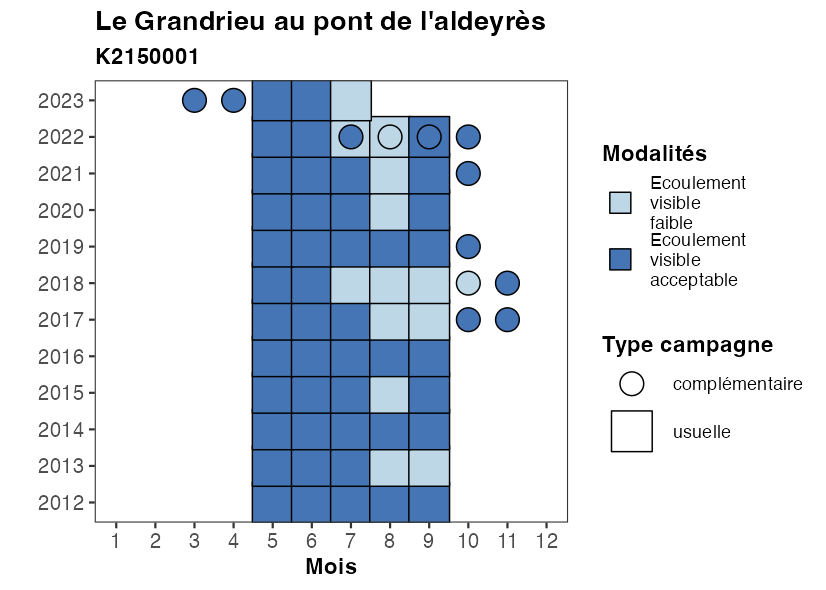 Le Grandrieu au pont de l'aldeyrès
K2150001
2023
2022
2021
2020
2019
2018
2017
2016
2015
2014
2013
2012
1 2 3 4 5 6 7 8 9 10 11 12
Mois
Modalités
Ecoulement
visible
faible
Ecoulement
visible
acceptable
Type campagne
complémentaire
usuelle